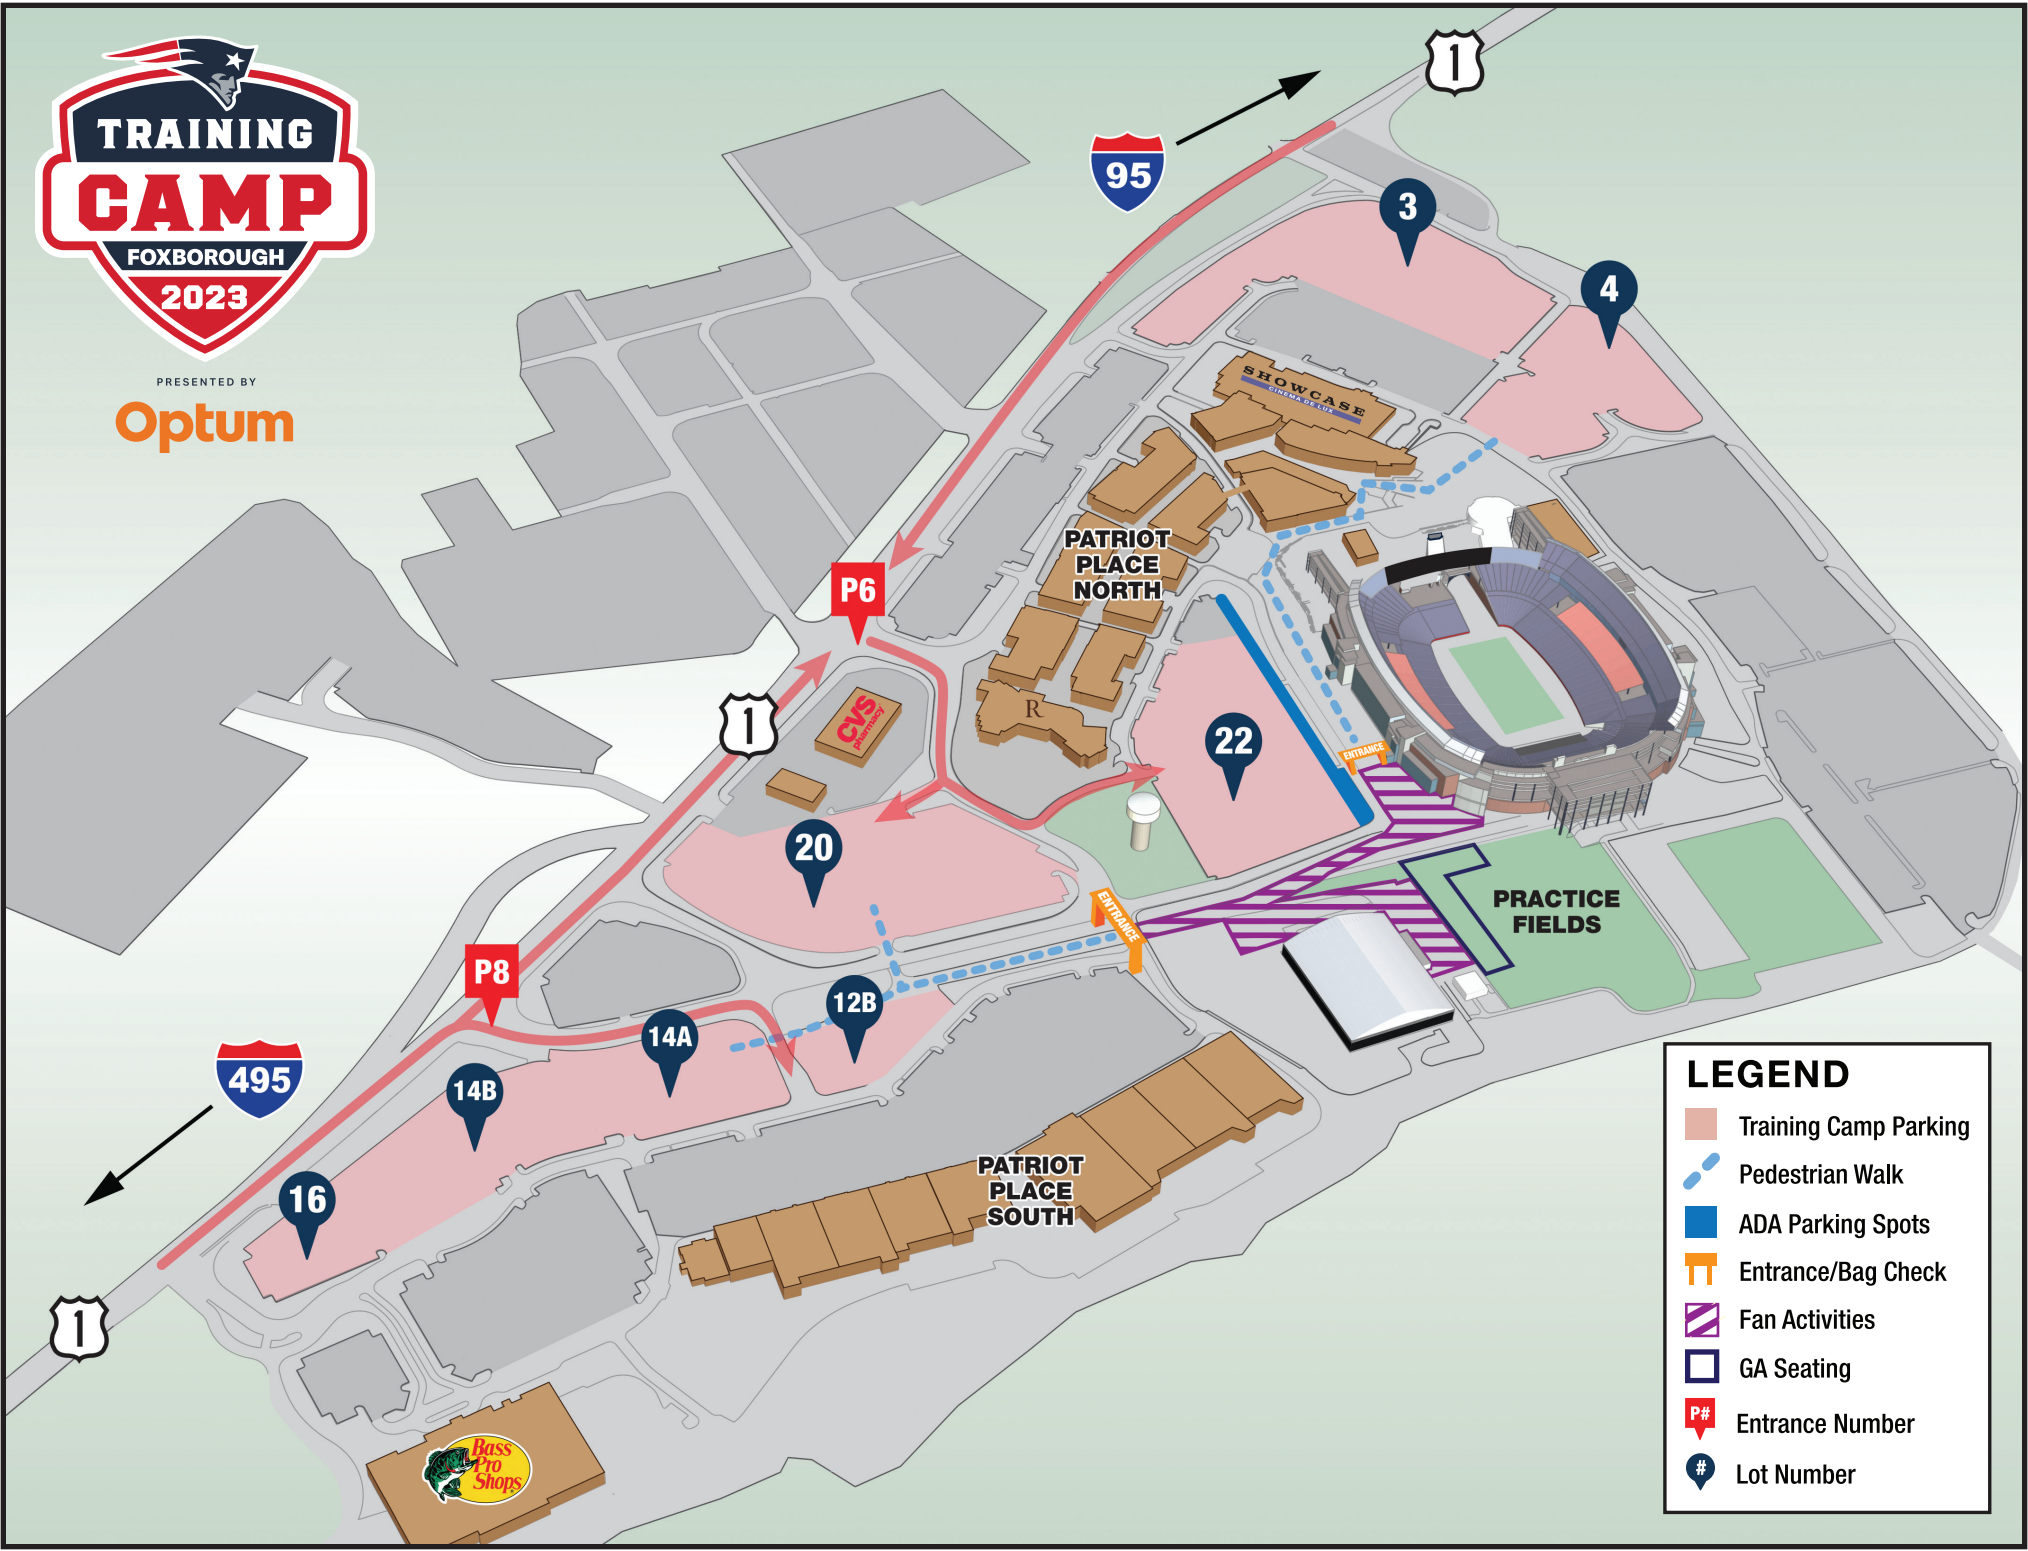 TRAINING
CAMP
FOXBOROUGH
2023
PRESENTED BY
Optum
1
95
3
4
SHOWCASE
CINEMA DE LUX
PATRIOT
PLACE
NORTH
P6
1
CVS
pharmacy
R
22
ENTRANCE
20
ENTRANCE
PRACTICE
FIELDS
P8
12B
14A
14B
495
16
PATRIOT
PLACE
SOUTH
1
Bass
Pro
Shops
LEGEND
Training Camp Parking
Pedestrian Walk
ADA Parking Spots
Entrance/Bag Check
Fan Activities
GA Seating
P# Entrance Number
# Lot Number